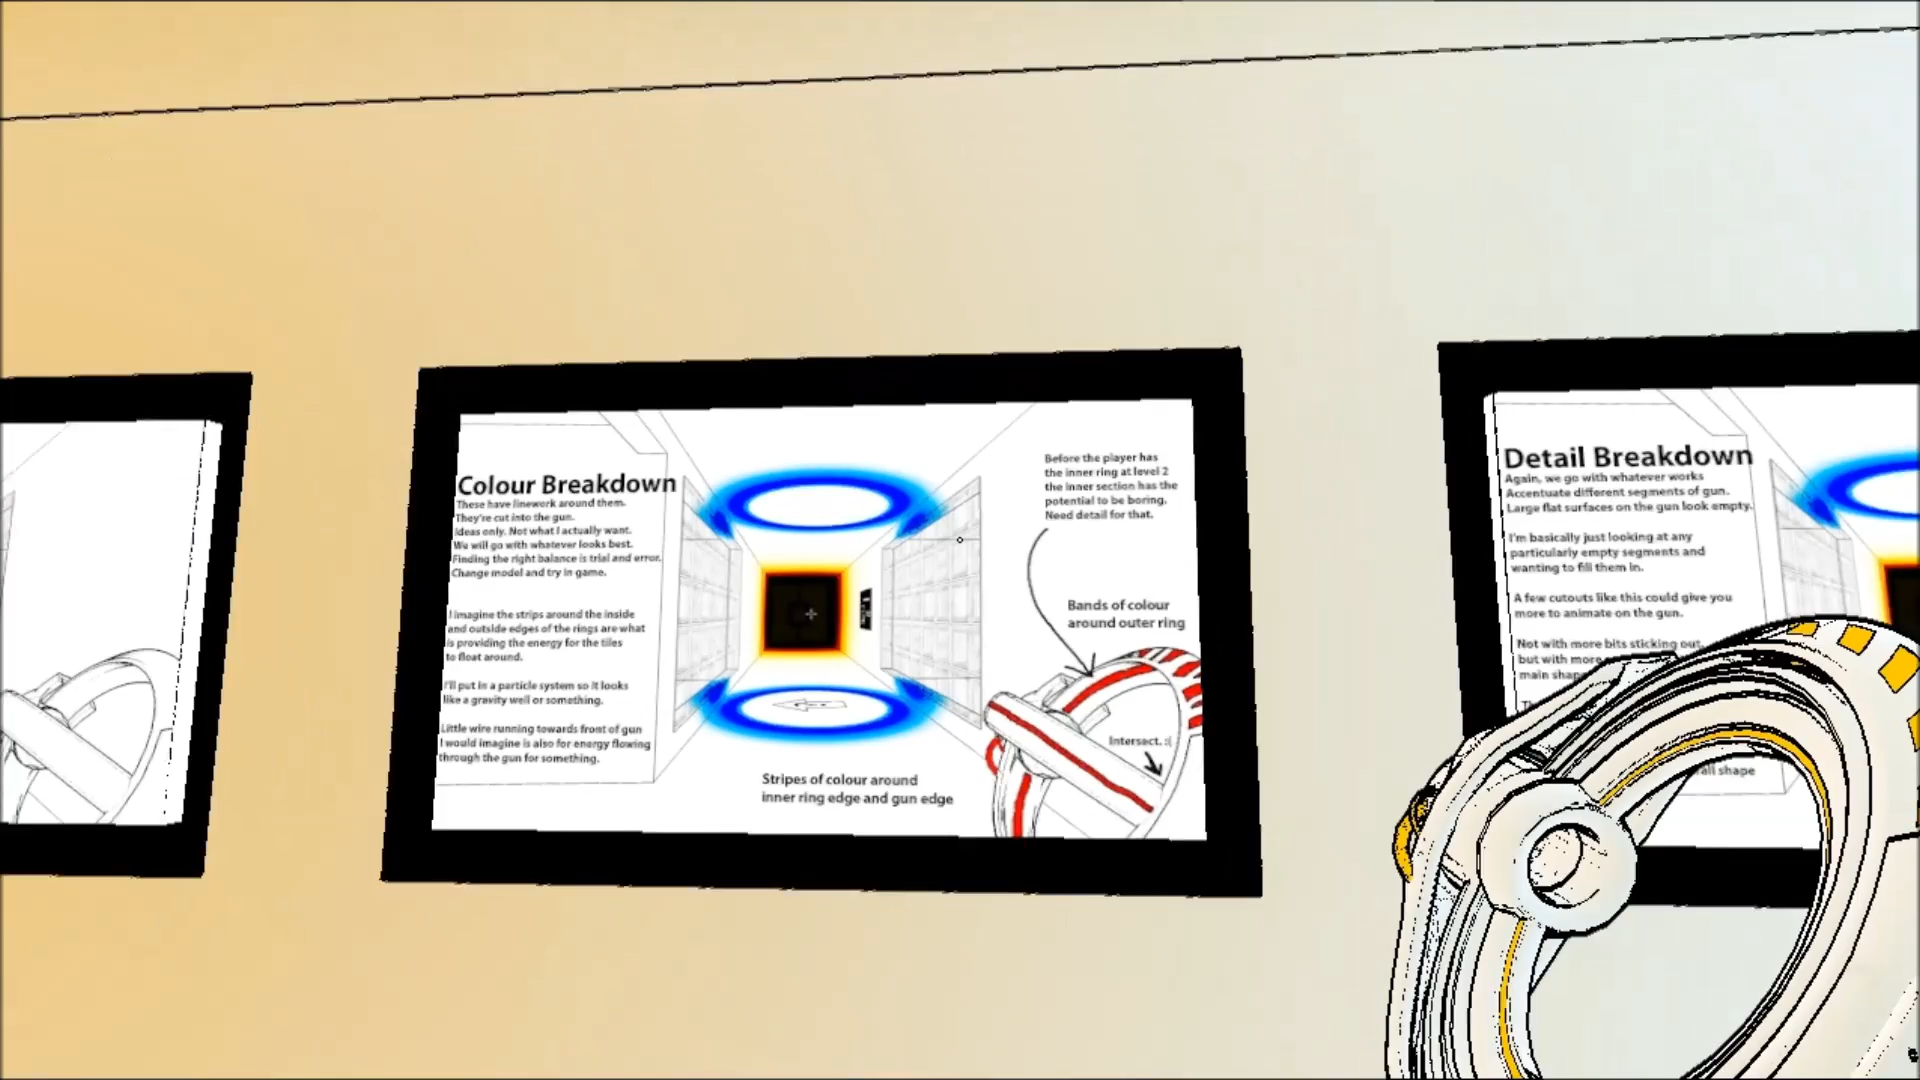 Colour Breakdown
These have linework around them.
They're cut into the gun.
Ideas only. Not what I actually want.
We will go with whatever looks best.
Finding the right balance is trial and error.
Change model and try in game.
I imagine the strips around the inside
and outside edges of the rings are what
is providing the energy for the tiles
to float around.
I'll put in a particle system so it looks
like a gravity well or something.
Little wire running towards front of gun
I would imagine is also for energy flowing
through the gun for something.
Stripes of colour around
inner ring edge and gun edge
Before the player has
the inner ring at level 2
the inner section has the
potential to be boring.
Need detail for that.
Bands of colour
around outer ring
Intersect. :(
Detail Breakdown
Again, we go with whatever works
Accentuate different segments of gun.
Large flat surfaces on the gun look empty.
I'm basically just looking at any
particularly empty segments and
wanting to fill them in.
A few cutouts like this could give you
more to animate on the gun.
Not with more bits sticking out,
but with more
main shape
shape